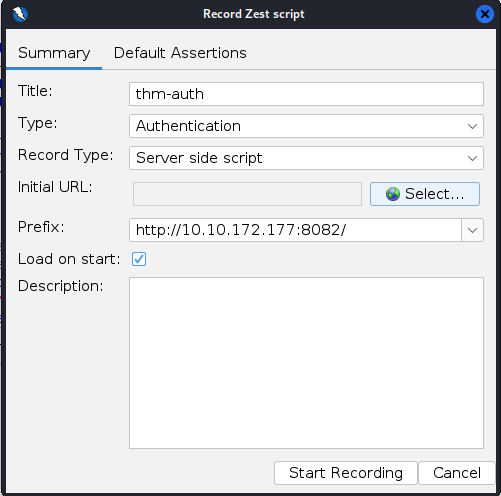 Record Zest script
Summary Default Assertions
Title: thm-auth
Type: Authentication
Record Type: Server side script
Initial URL: Select...
Prefix: http://10.10.172.177:8082/
Load on start:
Description:
Start Recording Cancel